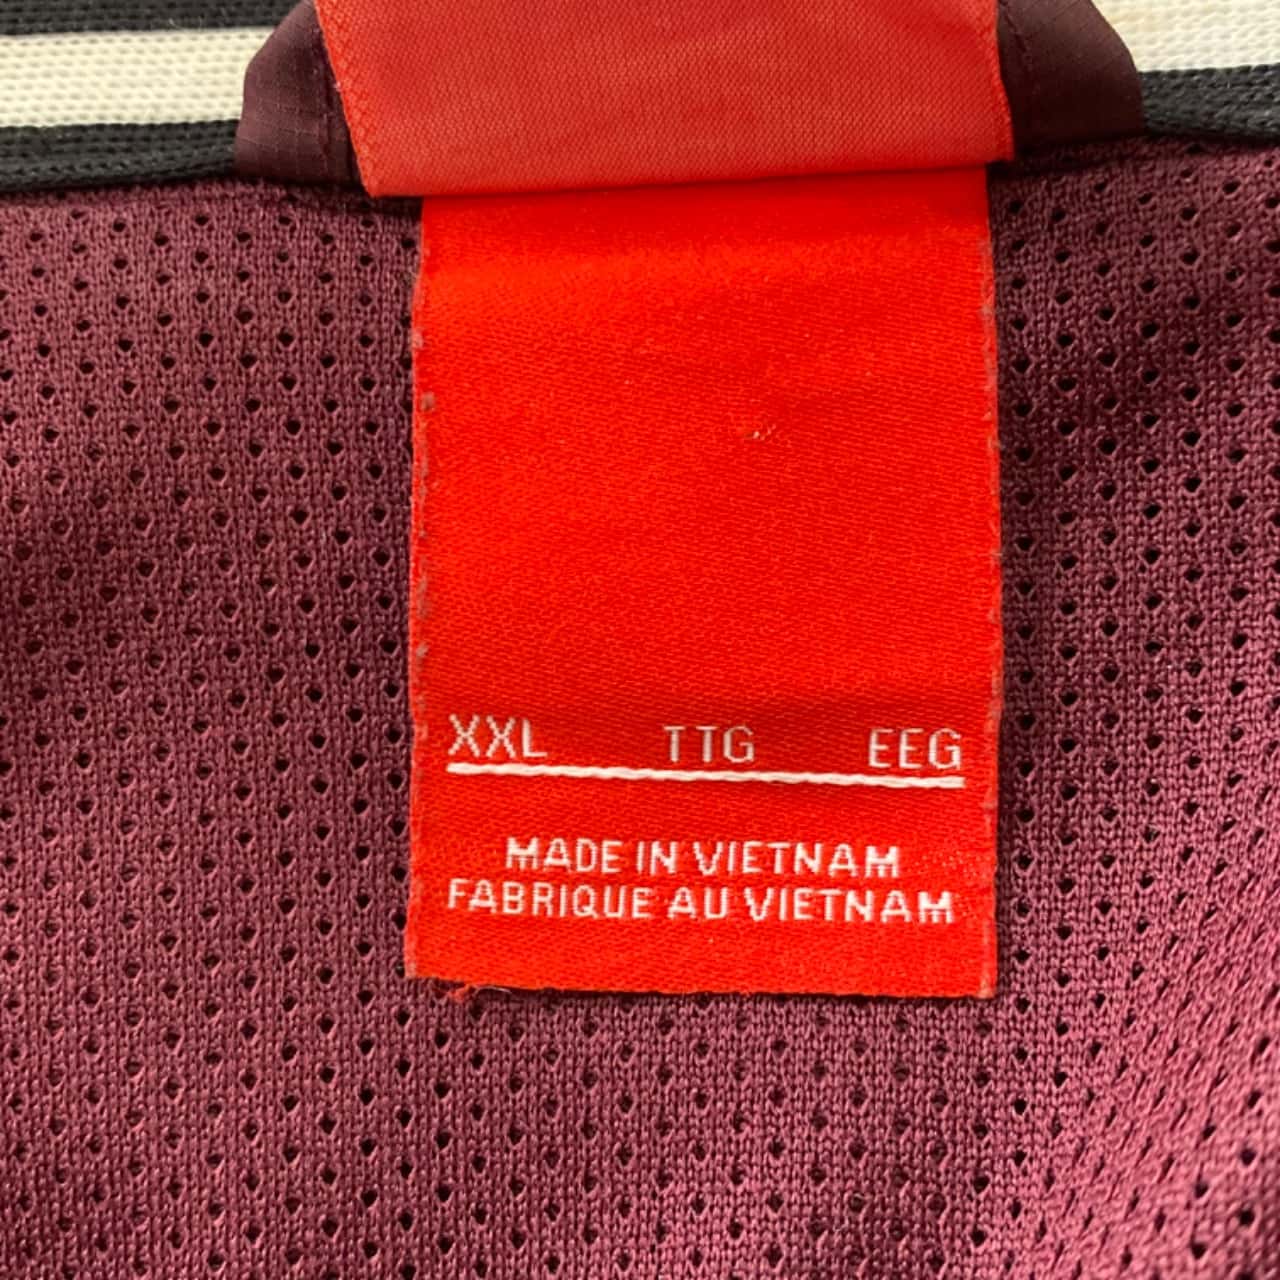 XXL TTG EEG
MADE IN VIETNAM
FABRIQUE AU VIETNAM